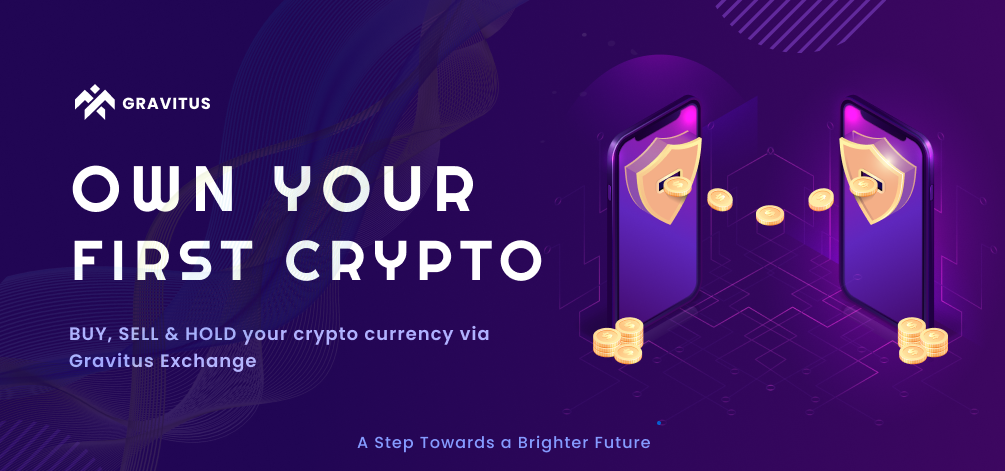 GRAVITUS
OWN YOUR
FIRST CRYPTO
BUY, SELL & HOLD your crypto currency via
Gravitus Exchange
A Step Towards a Brighter Future